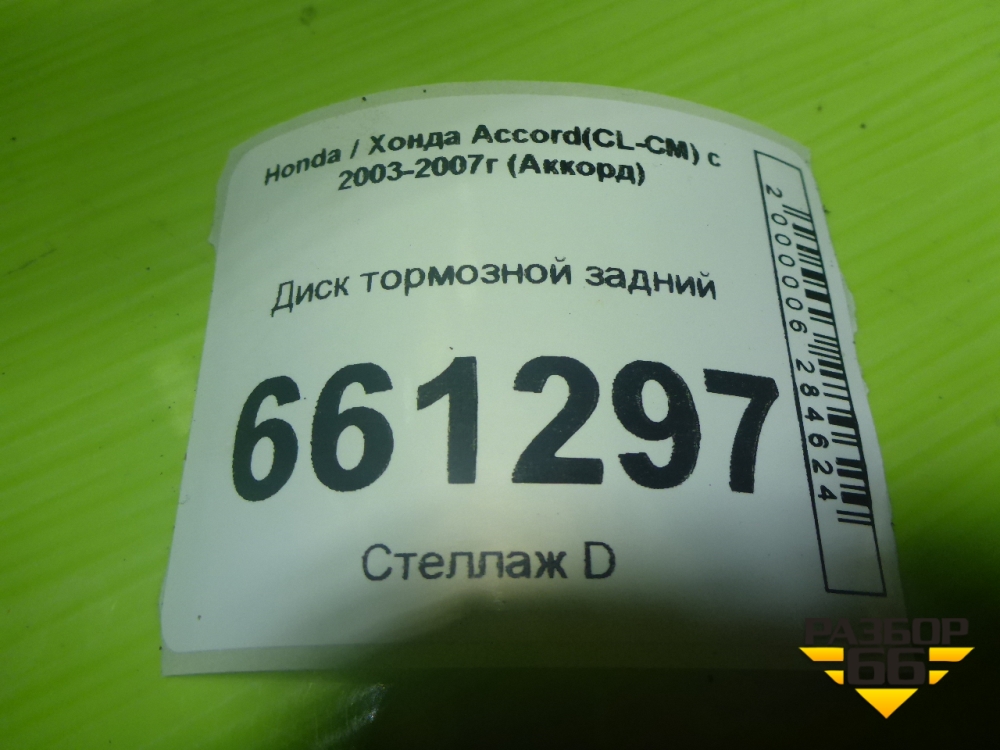 Honda / Хонда Accord(CL-CM) с
2003-2007г (Аккорд)
Диск тормозной задний
661297
Стеллаж D
2000006284624
РАЗБОР
66